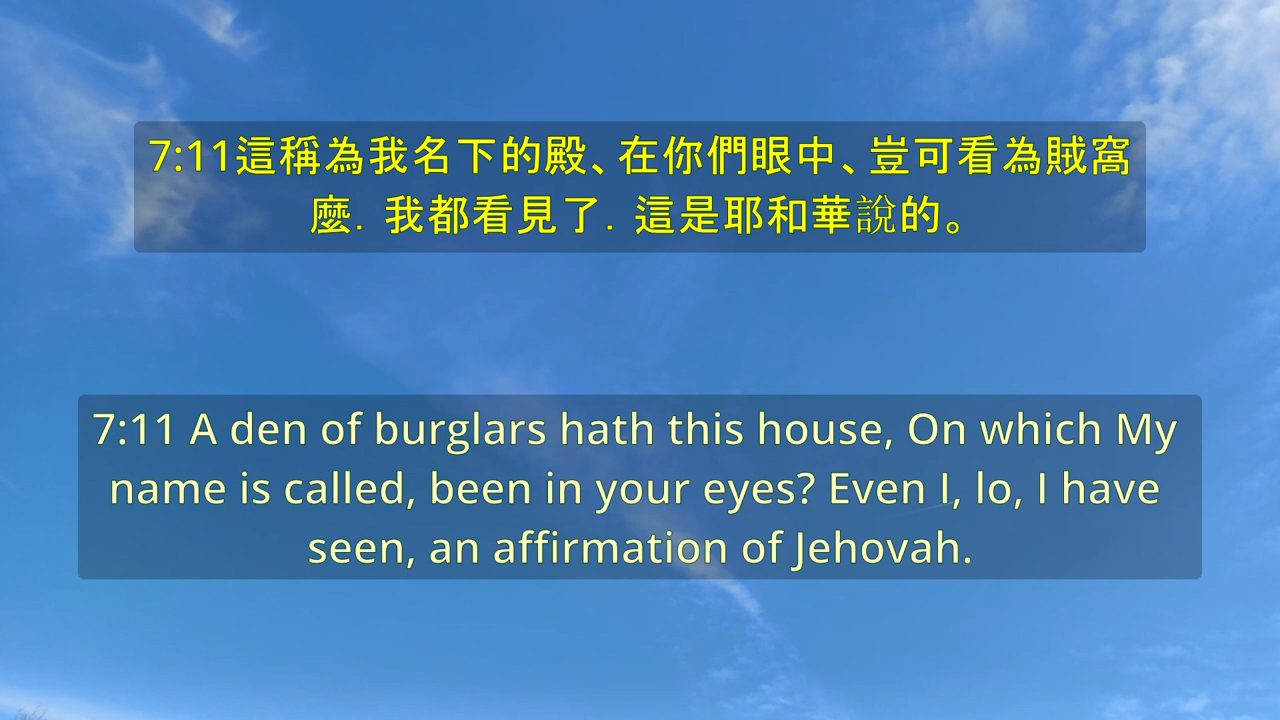 7:11這稱為我名下的殿、在你們眼中、豈可看為賊窩
麼．我都看見了．這是耶和華說的。
7:11 A den of burglars hath this house, On which My
name is called, been in your eyes? Even I, lo, I have
seen, an affirmation of Jehovah.